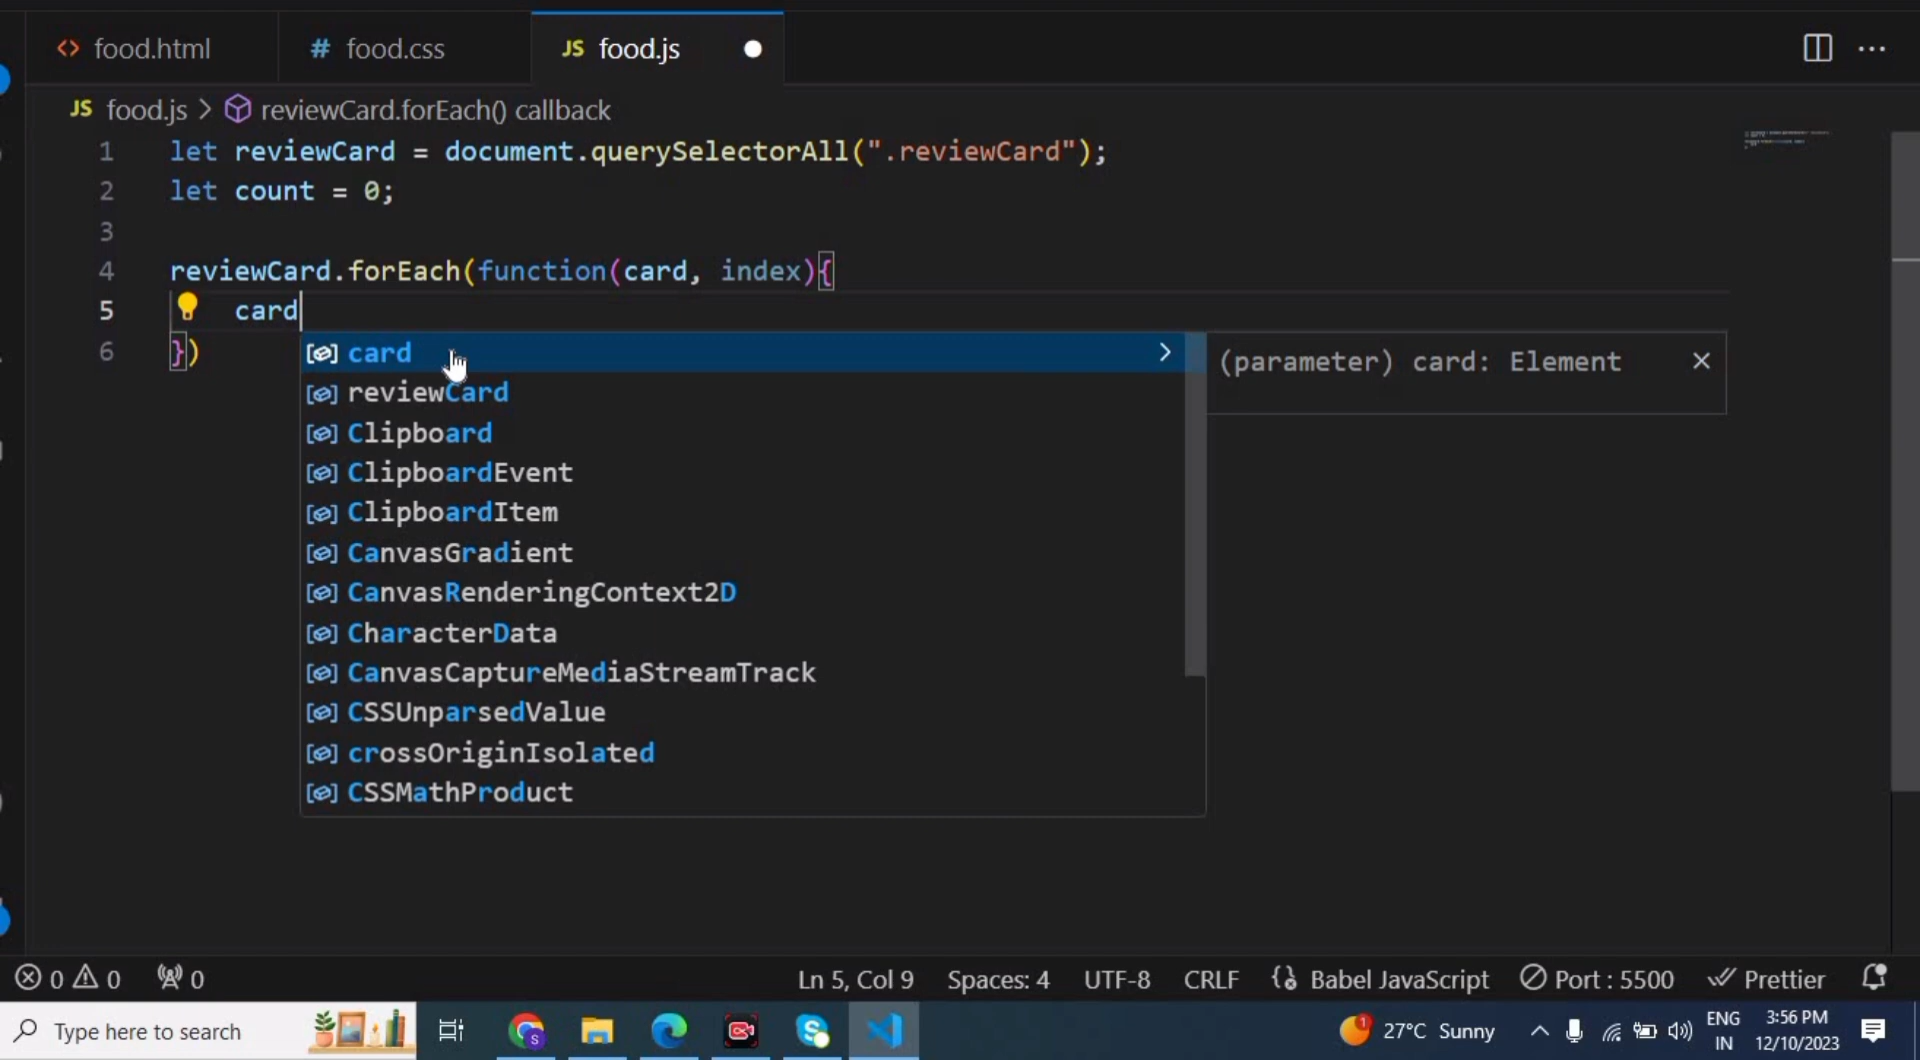 food.html
food.css
JS food.js
JS food.js > reviewCard.forEach() callback
1 let reviewCard = document.querySelectorAll(".reviewCard");
2 let count = 0;
3
4 reviewCard.forEach(function(card, index){
5 card
6 })
card
(parameter) card: Element
reviewCard
Clipboard
ClipboardEvent
ClipboardItem
CanvasGradient
CanvasRenderingContext2D
CharacterData
CanvasCaptureMediaStreamTrack
CSSUnparsedValue
crossOriginIsolated
CSSMathProduct
0 0 0 Ln 5, Col 9 Spaces: 4 UTF-8 CRLF Babel JavaScript Port : 5500 Prettier
Type here to search
1
27°C Sunny
ENG
IN
3:56 PM
12/10/2023